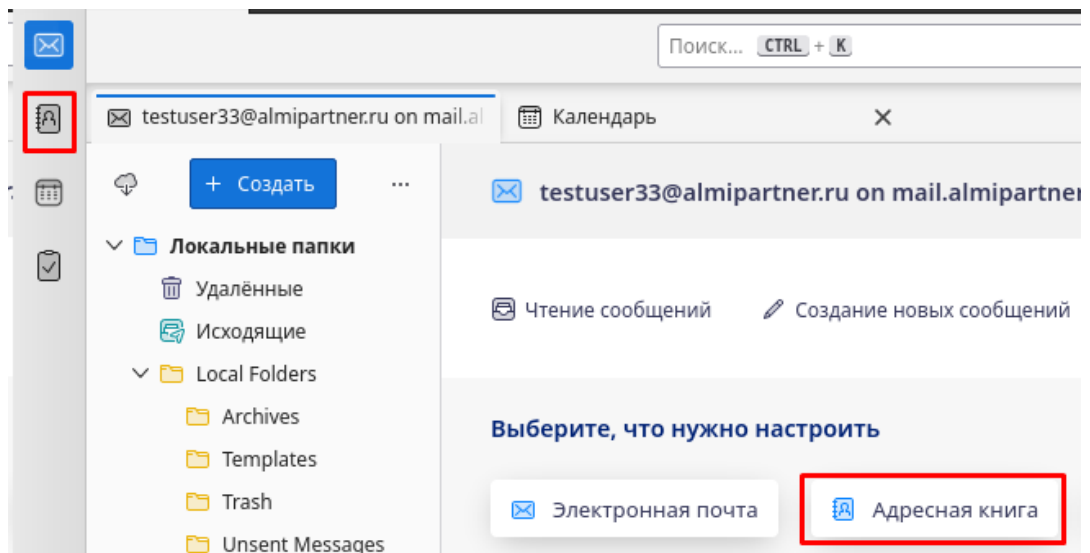 Поиск... CTRL + K
testuser33@almipartner.ru on mail.al
Календарь
+ Создать
...
testuser33@almipartner.ru on mail.almipartner
Локальные папки
Удалённые
Исходящие
Local Folders
Archives
Templates
Trash
Unsent Messages
Чтение сообщений
Создание новых сообщений
Выберите, что нужно настроить
Электронная почта
Адресная книга